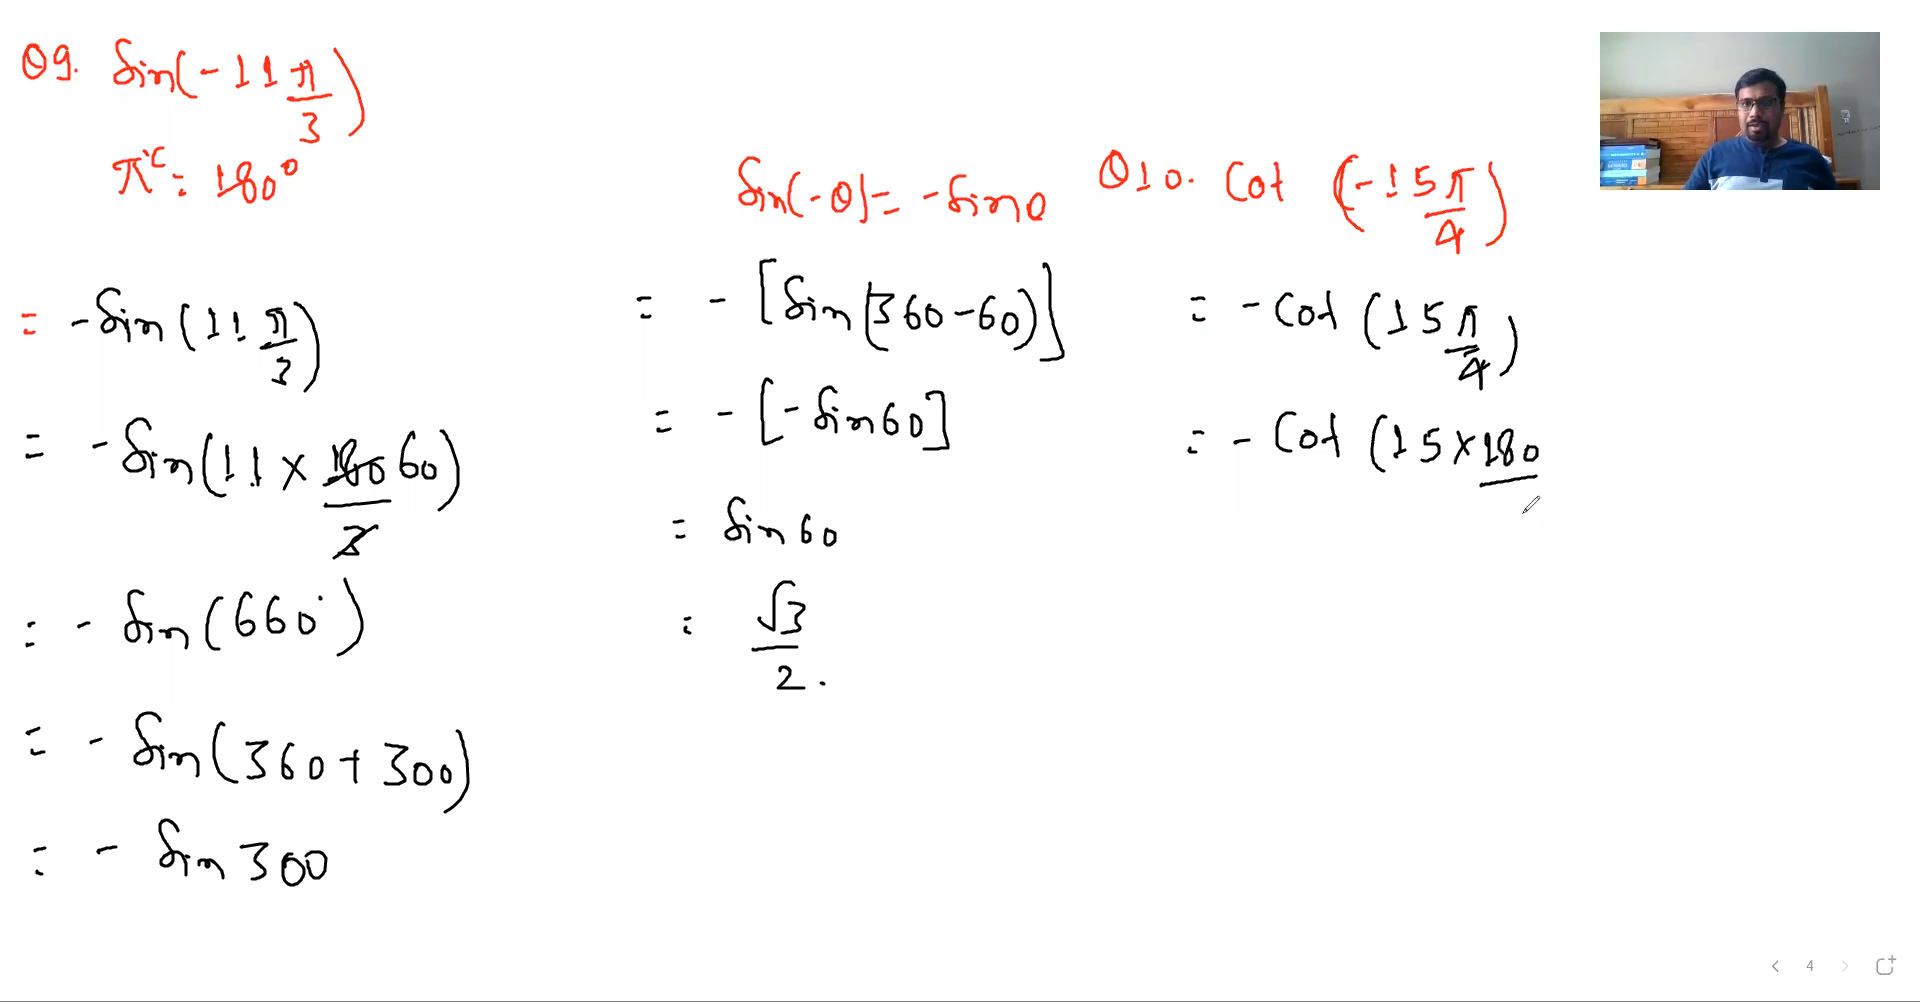 Q9. Sin(-11π/3)
π^c = 180°
= -Sin(11π/3)
= -Sin(11 × 180/3 60)
= - Sin(660°)
= - Sin(360+300)
= - Sin 300
Sin(-θ) = -Sinθ
= - [Sin(360-60)]
= - [-Sin60]
= Sin60
= √3/2.
Q10. Cot (-15π/4)
= - Cot (15π/4)
= - Cot (15×180
4